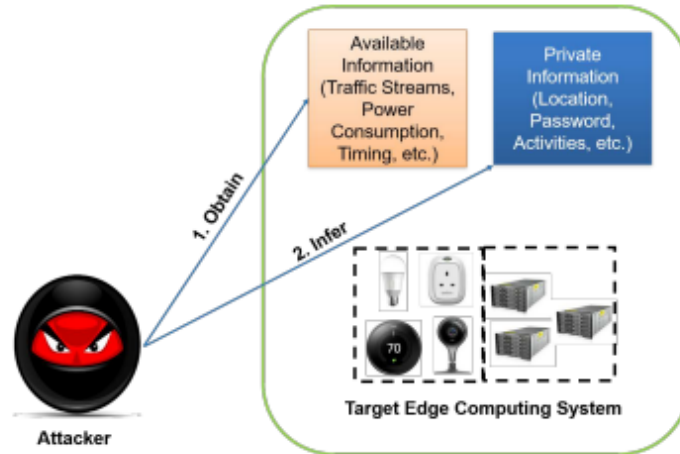 Available
Information
(Traffic Streams,
Power
Consumption,
Timing, etc.)
Private
Information
(Location,
Password,
Activities, etc.)
1. Obtain
2. Infer
70
Target Edge Computing System
Attacker